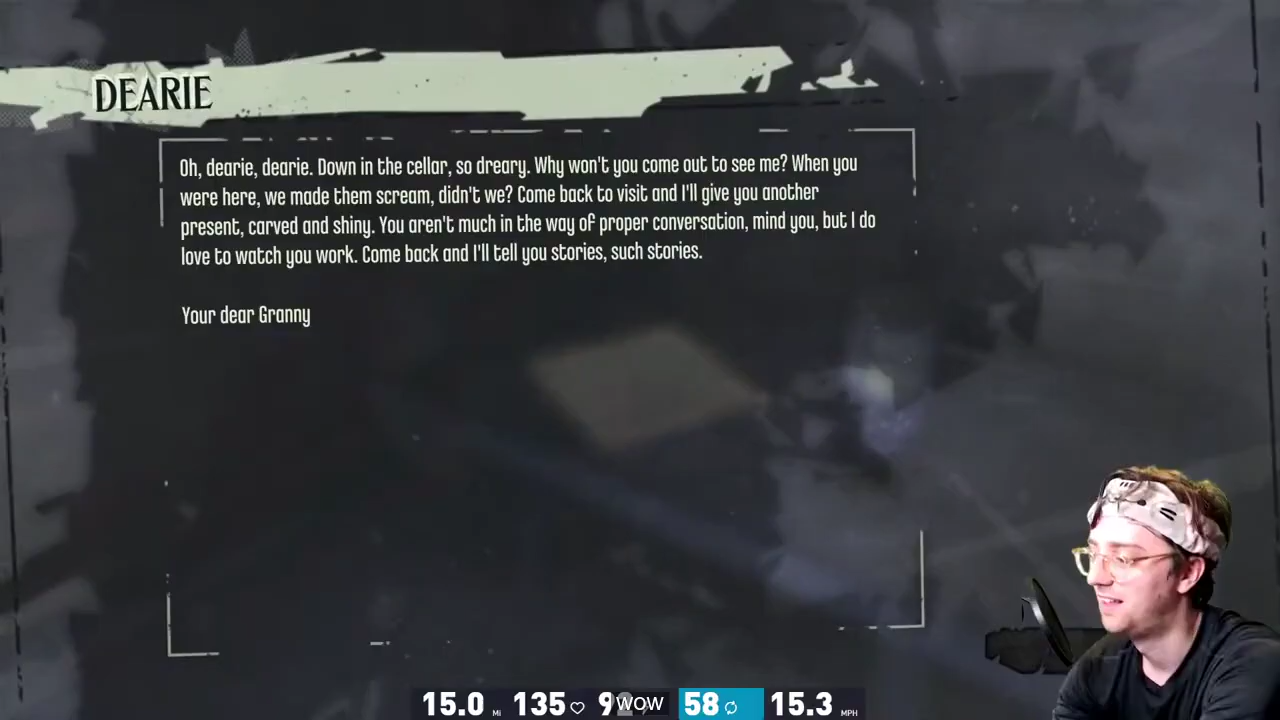 DEARIE
Oh, dearie, dearie. Down in the cellar, so dreary. Why won't you come out to see me? When you
were here, we made them scream, didn't we? Come back to visit and I'll give you another
present, carved and shiny. You aren't much in the way of proper conversation, mind you, but I do
love to watch you work. Come back and I'll tell you stories, such stories.
Your dear Granny
15.0 Mi 135 9 WOW 58 15.3 MPH